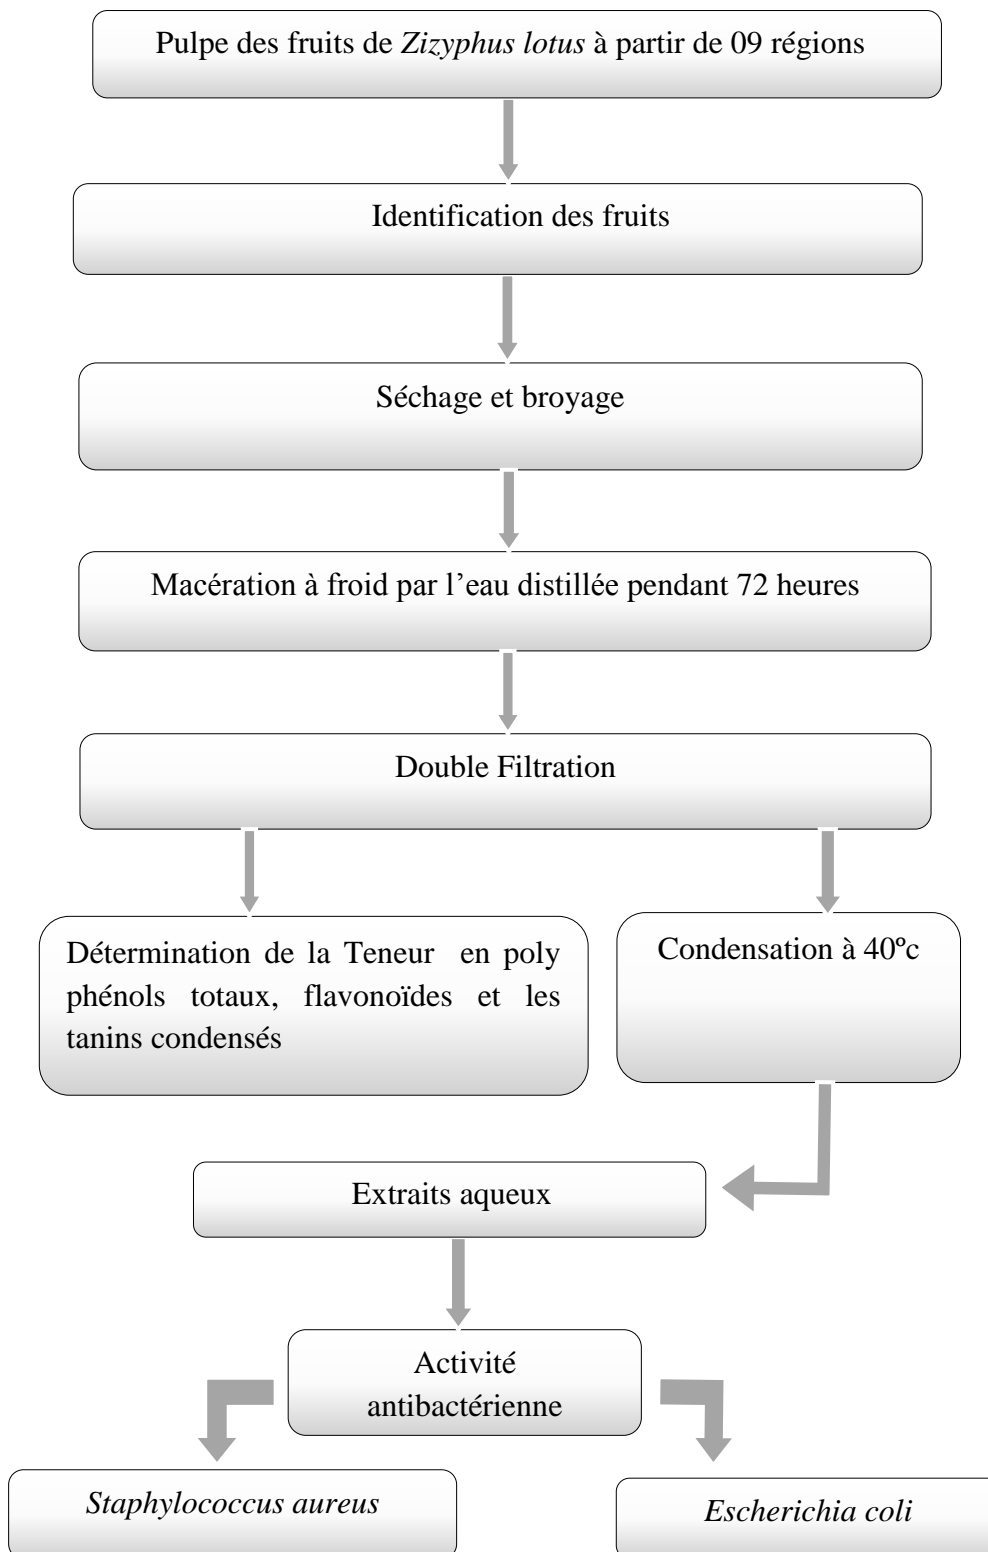 Pulpe des fruits de Zizyphus lotus à partir de 09 régions
Identification des fruits
Séchage et broyage
Macération à froid par l’eau distillée pendant 72 heures
Double Filtration
Détermination de la Teneur en poly
phénols totaux, flavonoïdes et les
tanins condensés
Condensation à 40ºc
Extraits aqueux
Activité
antibactérienne
Staphylococcus aureus
Escherichia coli